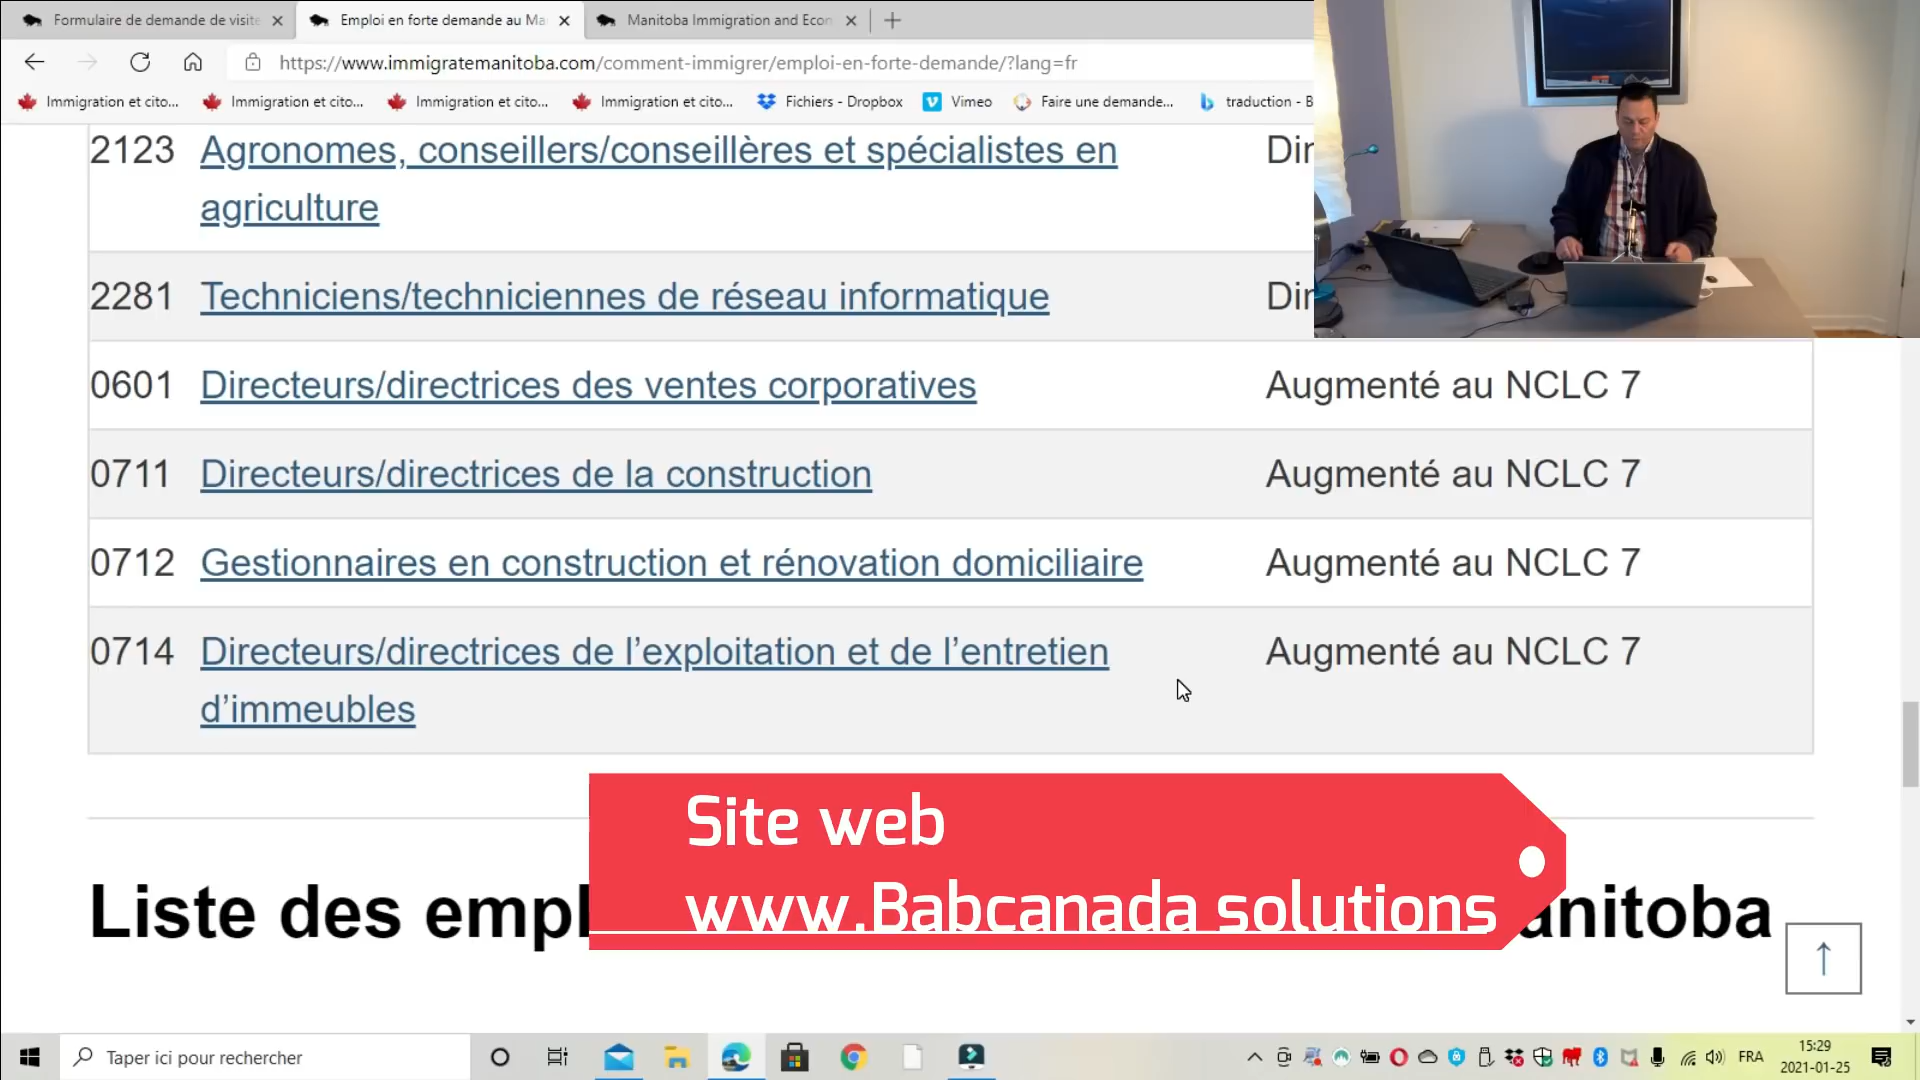 Formulaire de demande de visite
Emploi en forte demande au Ma
Manitoba Immigration and Econ
https://www.immigratemanitoba.com/comment-immigrer/emploi-en-forte-demande/?lang=fr
Immigration et cito...
Immigration et cito...
Immigration et cito...
Immigration et cito...
Fichiers - Dropbox
Vimeo
Faire une demande...
traduction - B
2123 Agronomes, conseillers/conseillères et spécialistes en
agriculture
2281 Techniciens/techniciennes de réseau informatique
0601 Directeurs/directrices des ventes corporatives Augmenté au NCLC 7
0711 Directeurs/directrices de la construction Augmenté au NCLC 7
0712 Gestionnaires en construction et rénovation domiciliaire Augmenté au NCLC 7
0714 Directeurs/directrices de l’exploitation et de l’entretien Augmenté au NCLC 7
d’immeubles
Site web
www.Babcanada solutions
Liste des empl anitoba
Taper ici pour rechercher
FRA
15:29
2021-01-25